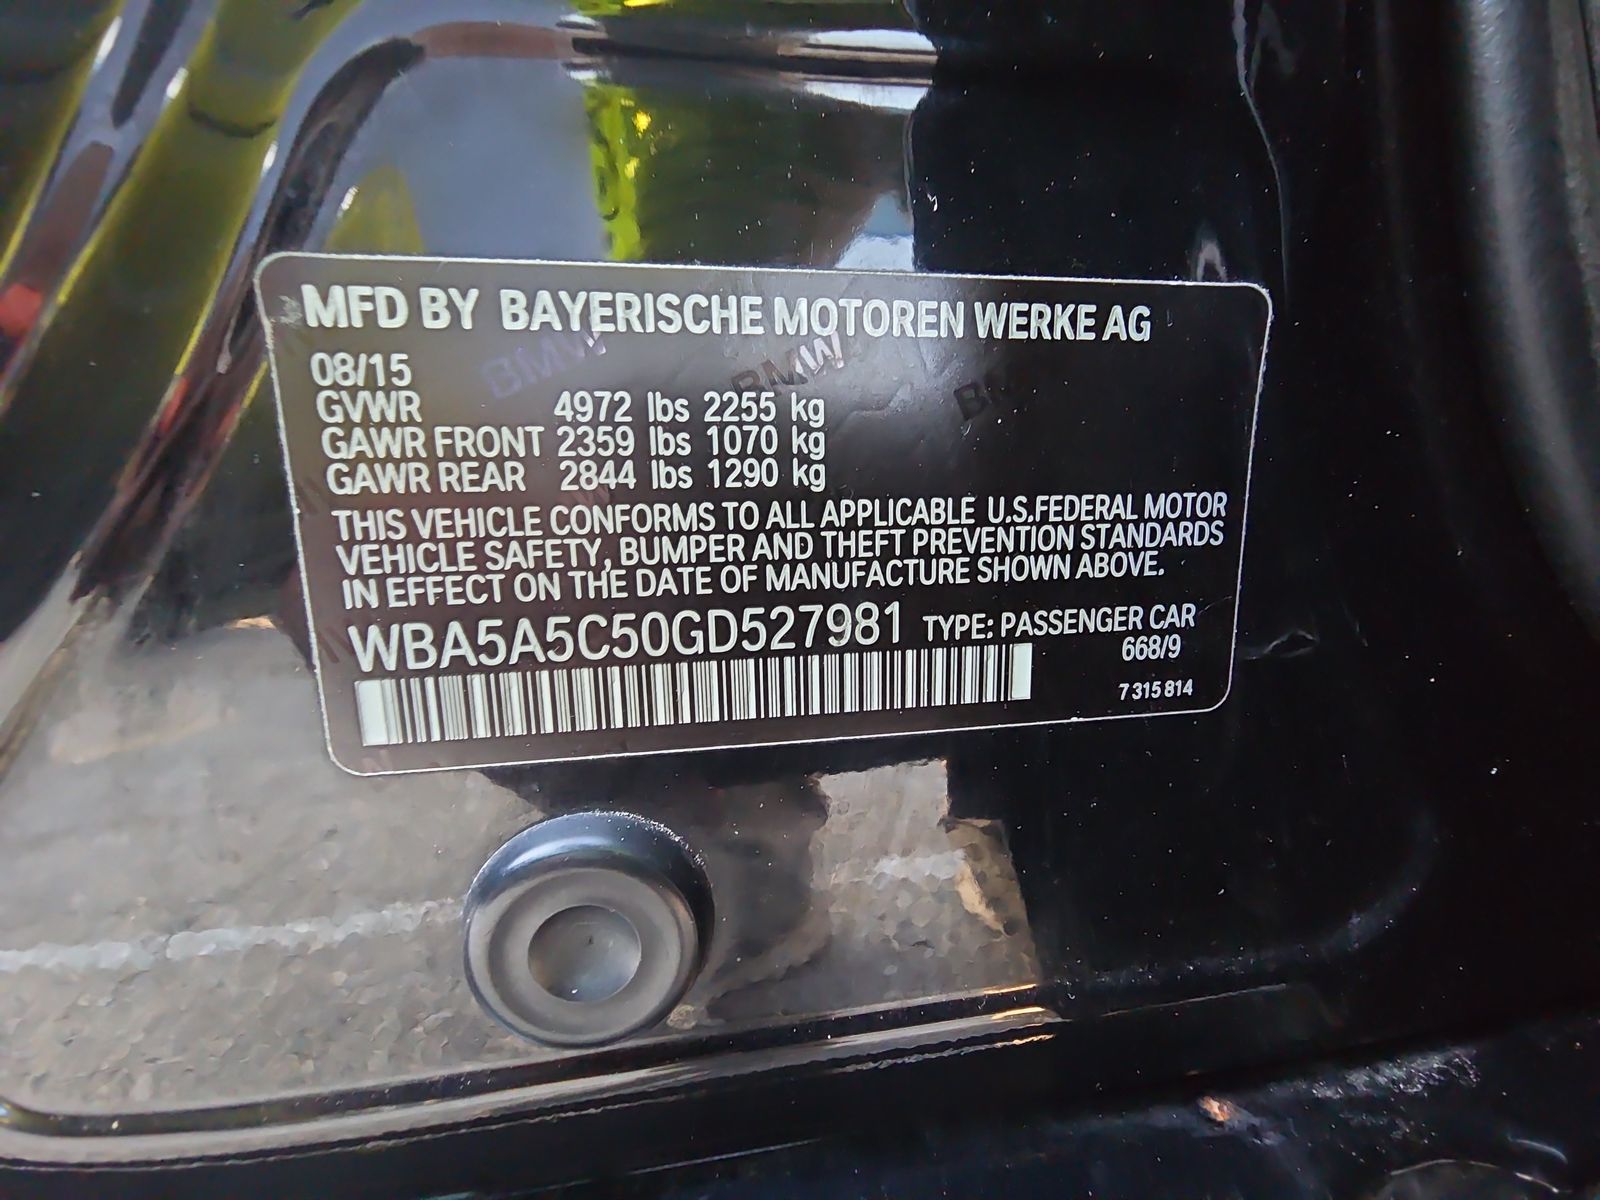 MFD BY BAYERISCHE MOTOREN WERKE AG
BMW BMW
08/15
GVWR 4972 lbs 2255 kg
GAWR FRONT 2359 lbs 1070 kg
GAWR REAR 2844 lbs 1290 kg
THIS VEHICLE CONFORMS TO ALL APPLICABLE U.S.FEDERAL MOTOR
VEHICLE SAFETY, BUMPER AND THEFT PREVENTION STANDARDS
IN EFFECT ON THE DATE OF MANUFACTURE SHOWN ABOVE.
WBA5A5C50GD527981 TYPE: PASSENGER CAR
668/9
7 315 814